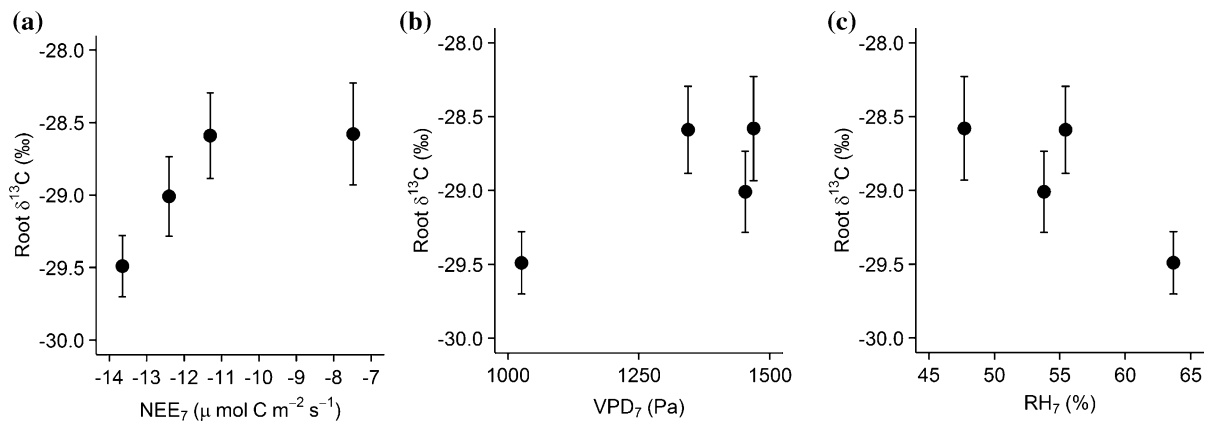 (a)
Root δ¹³C (‰)
-28.0
-28.5
-29.0
-29.5
-30.0
-14 -13 -12 -11 -10 -9 -8 -7
NEE₇ (μ mol C m⁻² s⁻¹)
(b)
Root δ¹³C (‰)
-28.0
-28.5
-29.0
-29.5
-30.0
1000 1250 1500
VPD₇ (Pa)
(c)
Root δ¹³C (‰)
-28.0
-28.5
-29.0
-29.5
-30.0
45 50 55 60 65
RH₇ (%)